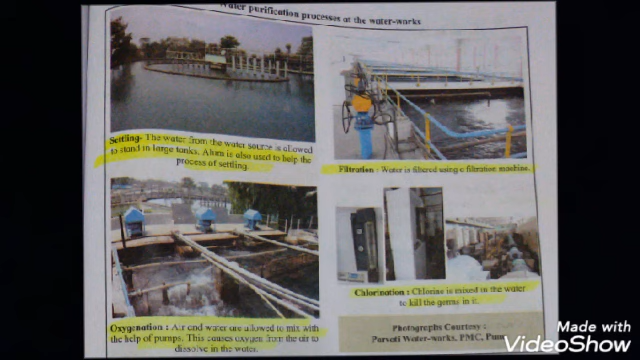 Water purification processes at the water-works
Settling- The water from the water source is allowed
to stand in large tanks. Alum is also used to help the
process of settling.
Filtration : Water is filtered using a filtration machine.
Oxygenation : Air and water are allowed to mix with
the help of pumps. This causes oxygen from the air to
dissolve in the water.
Chlorination : Chlorine is mixed in the water
to kill the germs in it.
Photographs Courtesy :
Parvati Water-works, PMC, Pune
Made with
VideoShow